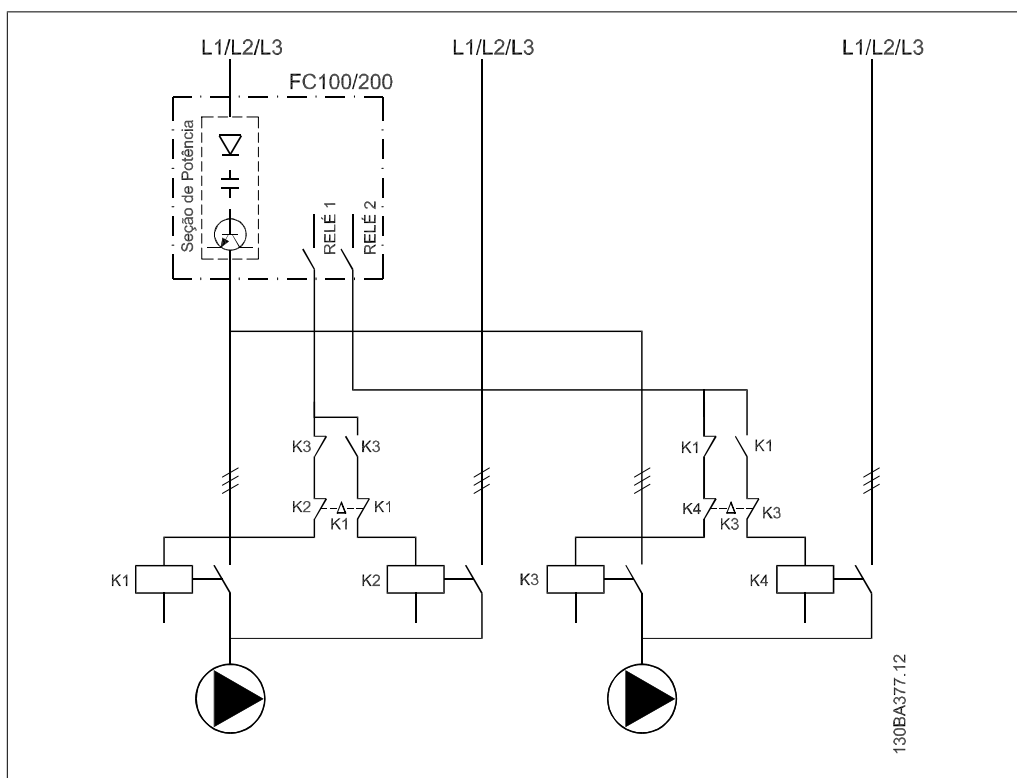 L1/L2/L3
L1/L2/L3
L1/L2/L3
FC100/200
Seção de Potência
RELÉ 1
RELÉ 2
K3
K3
K1
K1
K2
K1
K1
K4
K3
K3
K1
K2
K3
K4
130BA377.12